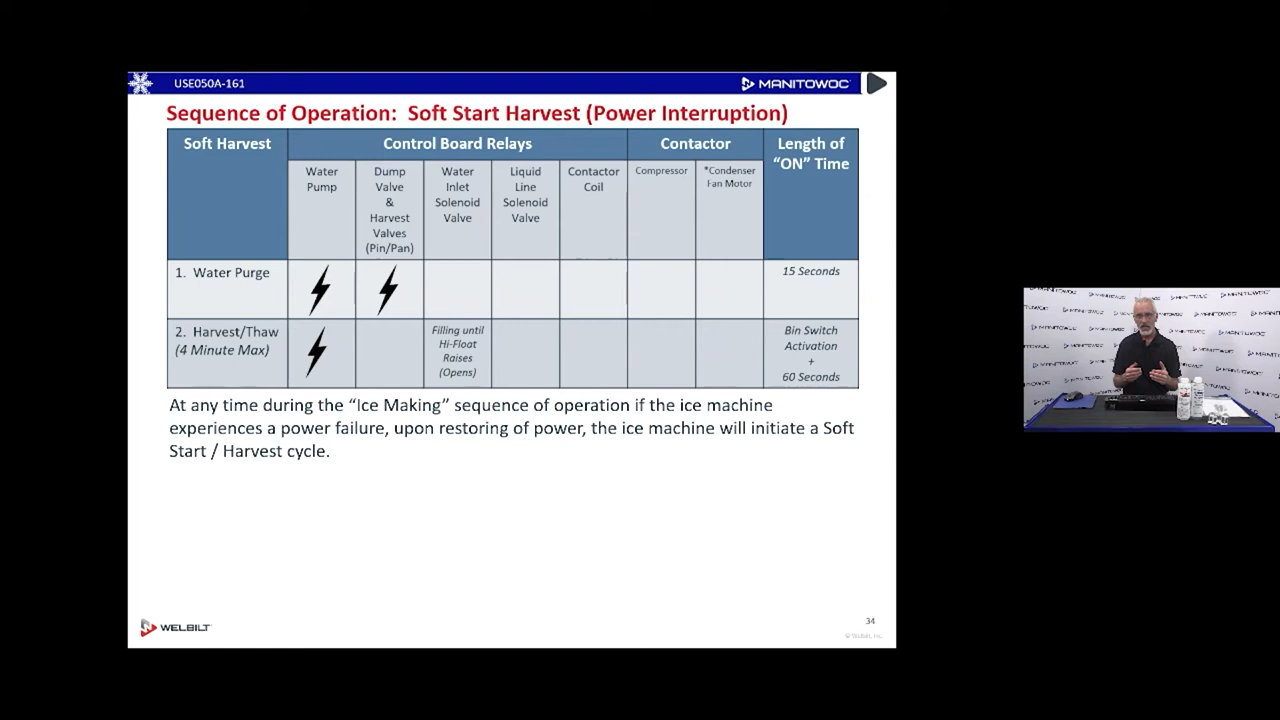 USE050A-161
MANITOWOC
Sequence of Operation: Soft Start Harvest (Power Interruption)
Soft Harvest
Control Board Relays
Contactor
Length of
“ON” Time
Water
Pump
Dump
Valve
&
Harvest
Valves
(Pin/Pan)
Water
Inlet
Solenoid
Valve
Liquid
Line
Solenoid
Valve
Contactor
Coil
Compressor
*Condenser
Fan Motor
1. Water Purge
15 Seconds
2. Harvest/Thaw
(4 Minute Max)
Filling until
Hi-Float
Raises
(Opens)
Bin Switch
Activation
+
60 Seconds
At any time during the “Ice Making” sequence of operation if the ice machine
experiences a power failure, upon restoring of power, the ice machine will initiate a Soft
Start / Harvest cycle.
WELBILT
34
© Welbilt, Inc.
MANITOWOC